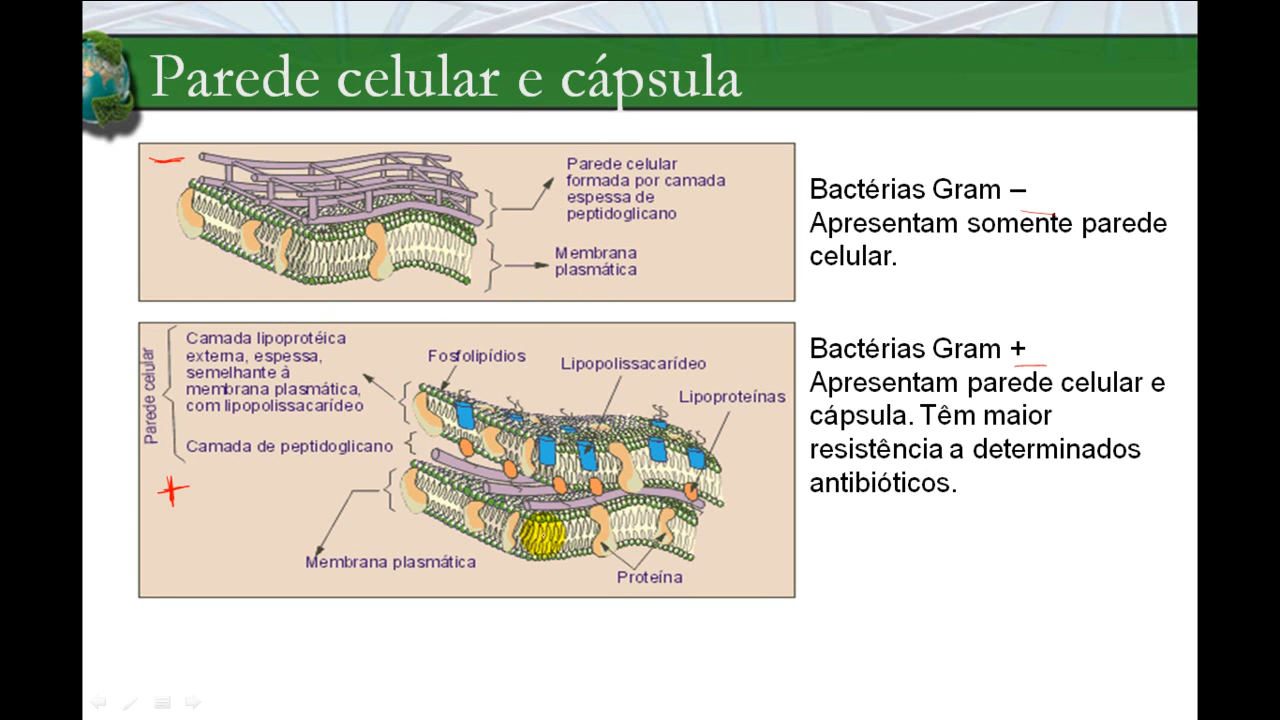 Parede celular e cápsula
−
Parede celular
formada por camada
espessa de
peptidoglicano
Membrana
plasmática
Bactérias Gram –
Apresentam somente parede
celular.
Parede celular
Camada lipoprotéica
externa, espessa,
semelhante à
membrana plasmática,
com lipopolissacarídeo
Camada de peptidoglicano
+
Fosfolipídios
Lipopolissacarídeo
Lipoproteínas
Membrana plasmática
Proteína
Bactérias Gram +
Apresentam parede celular e
cápsula. Têm maior
resistência a determinados
antibióticos.